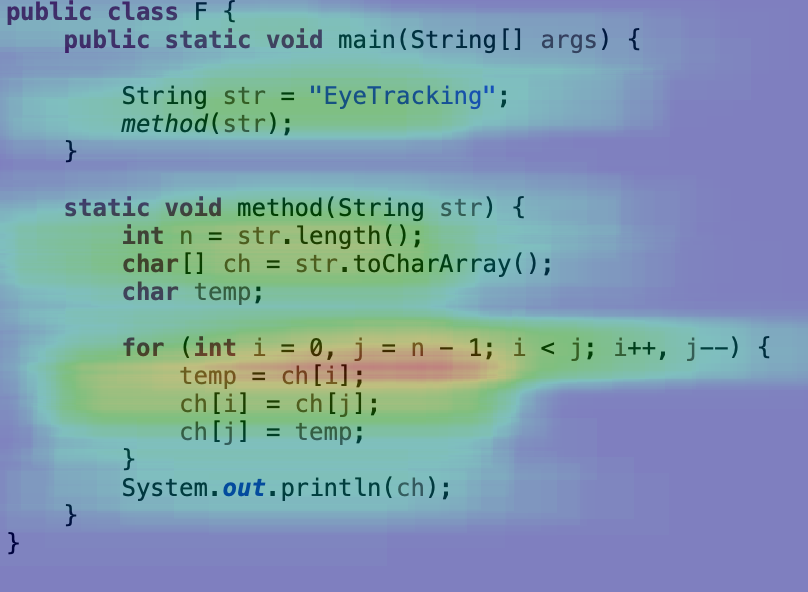 public class F {
    public static void main(String[] args) {
        String str = "EyeTracking";
        method(str);
    }
    static void method(String str) {
        int n = str.length();
        char[] ch = str.toCharArray();
        char temp;
        for (int i = 0, j = n - 1; i < j; i++, j--) {
            temp = ch[i];
            ch[i] = ch[j];
            ch[j] = temp;
        }
        System.out.println(ch);
    }
}